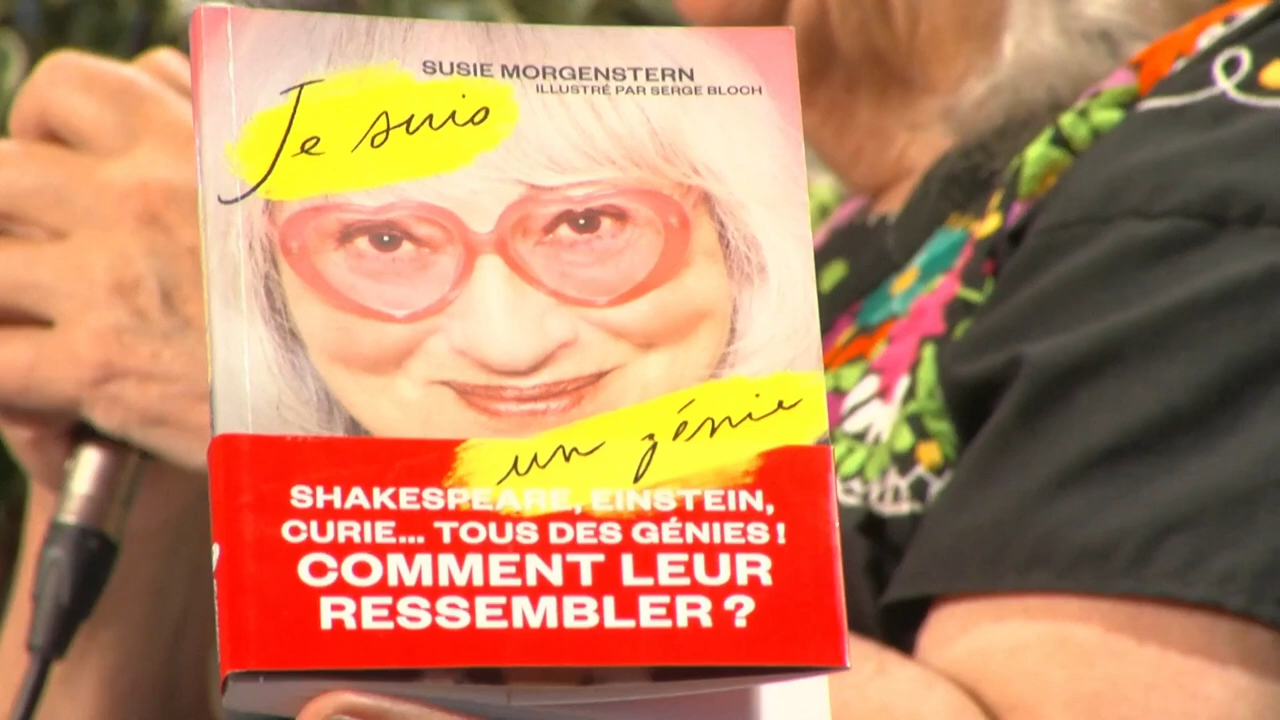 SUSIE MORGENSTERN
ILLUSTRÉ PAR SERGE BLOCH
Je suis
un génie
SHAKESPEARE, EINSTEIN,
CURIE... TOUS DES GÉNIES !
COMMENT LEUR
RESSEMBLER ?